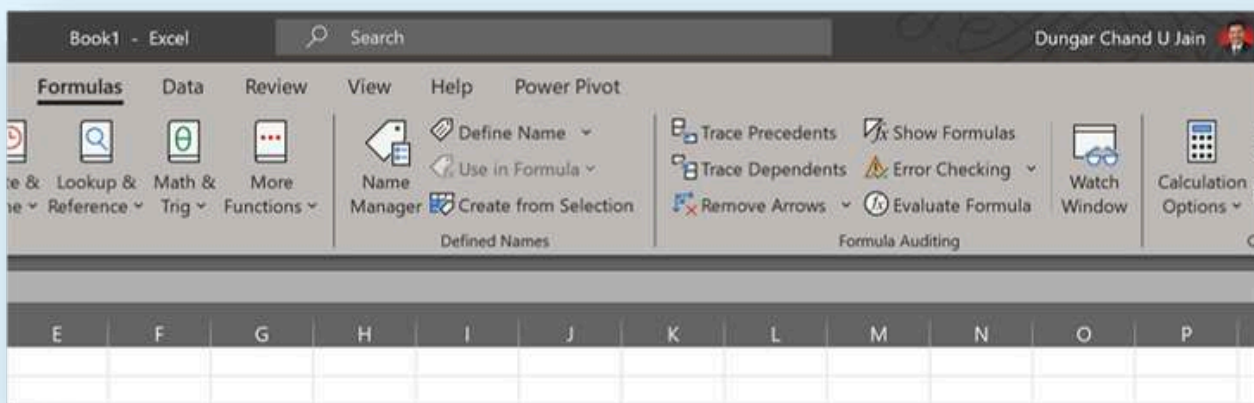 Book1 - Excel
Search
Dungar Chand U Jain
Formulas Data Review View Help Power Pivot
Lookup & Reference
Math & Trig
More Functions
Name Manager
Define Name
Use in Formula
Create from Selection
Defined Names
Trace Precedents
Trace Dependents
Remove Arrows
Show Formulas
Error Checking
Evaluate Formula
Formula Auditing
Watch Window
Calculation Options
E F G H I J K L M N O P